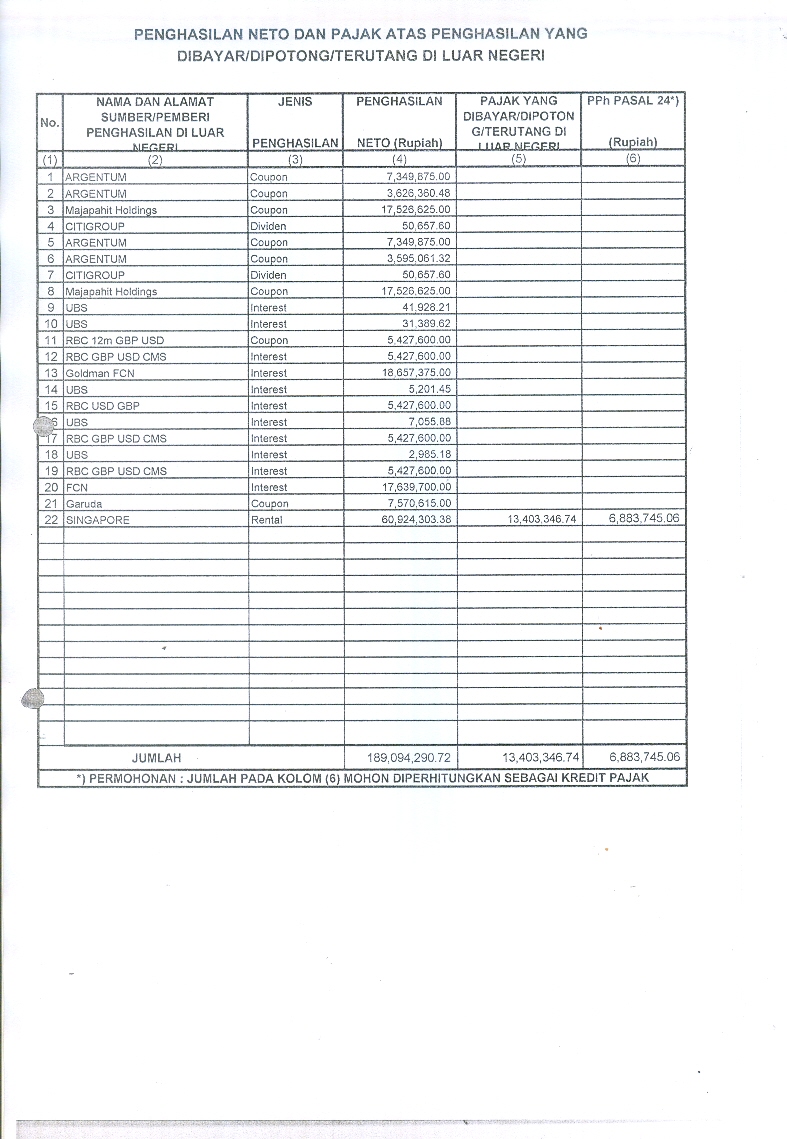 PENGHASILAN NETO DAN PAJAK ATAS PENGHASILAN YANG
DIBAYAR/DIPOTONG/TERUTANG DI LUAR NEGERI
No. NAMA DAN ALAMAT SUMBER/PEMBERI PENGHASILAN DI LUAR NEGERI JENIS PENGHASILAN PENGHASILAN NETO (Rupiah) PAJAK YANG DIBAYAR/DIPOTON G/TERUTANG DI LUAR NEGERI PPh PASAL 24*) (Rupiah)
(1) (2) (3) (4) (5) (6)
1 ARGENTUM Coupon 7,349,875.00
2 ARGENTUM Coupon 3,626,360.48
3 Majapahit Holdings Coupon 17,526,625.00
4 CITIGROUP Dividen 50,657.60
5 ARGENTUM Coupon 7,349,875.00
6 ARGENTUM Coupon 3,595,061.32
7 CITIGROUP Dividen 50,657.60
8 Majapahit Holdings Coupon 17,526,625.00
9 UBS Interest 41,928.21
10 UBS Interest 31,389.62
11 RBC 12m GBP USD Coupon 5,427,600.00
12 RBC GBP USD CMS Interest 5,427,600.00
13 Goldman FCN Interest 18,657,375.00
14 UBS Interest 5,201.45
15 RBC USD GBP Interest 5,427,600.00
6 UBS Interest 7,055.88
17 RBC GBP USD CMS Interest 5,427,600.00
18 UBS Interest 2,985.18
19 RBC GBP USD CMS Interest 5,427,600.00
20 FCN Interest 17,639,700.00
21 Garuda Coupon 7,570,615.00
22 SINGAPORE Rental 60,924,303.38 13,403,346.74 6,883,745.06
JUMLAH 189,094,290.72 13,403,346.74 6,883,745.06
*) PERMOHONAN : JUMLAH PADA KOLOM (6) MOHON DIPERHITUNGKAN SEBAGAI KREDIT PAJAK